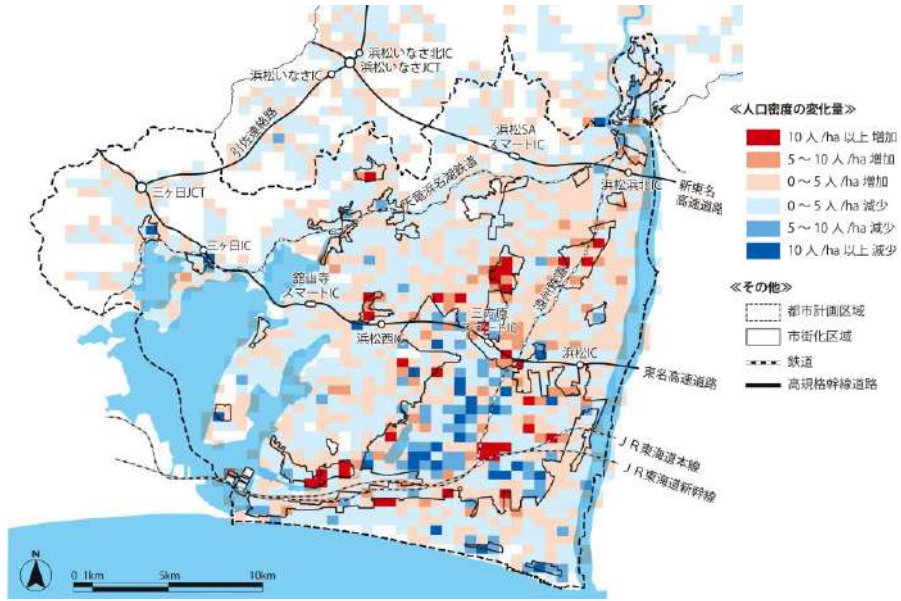 浜松いなさ北IC
浜松いなさJCT
浜松いなさIC
引佐連絡路
浜松SA
スマートIC
三ヶ日JCT
天竜浜名湖鉄道
浜松浜北IC
新東名
高速道路
三ヶ日IC
舘山寺
スマートIC
遠州鉄道
三方原
スマートIC
浜松西IC
浜松IC
東名高速道路
JR東海道本線
JR東海道新幹線
N
0 1km 5km 10km
≪人口密度の変化量≫
10人/ha以上 増加
5～10人/ha 増加
0～5人/ha 増加
0～5人/ha 減少
5～10人/ha 減少
10人/ha以上 減少
≪その他≫
都市計画区域
市街化区域
鉄道
高規格幹線道路